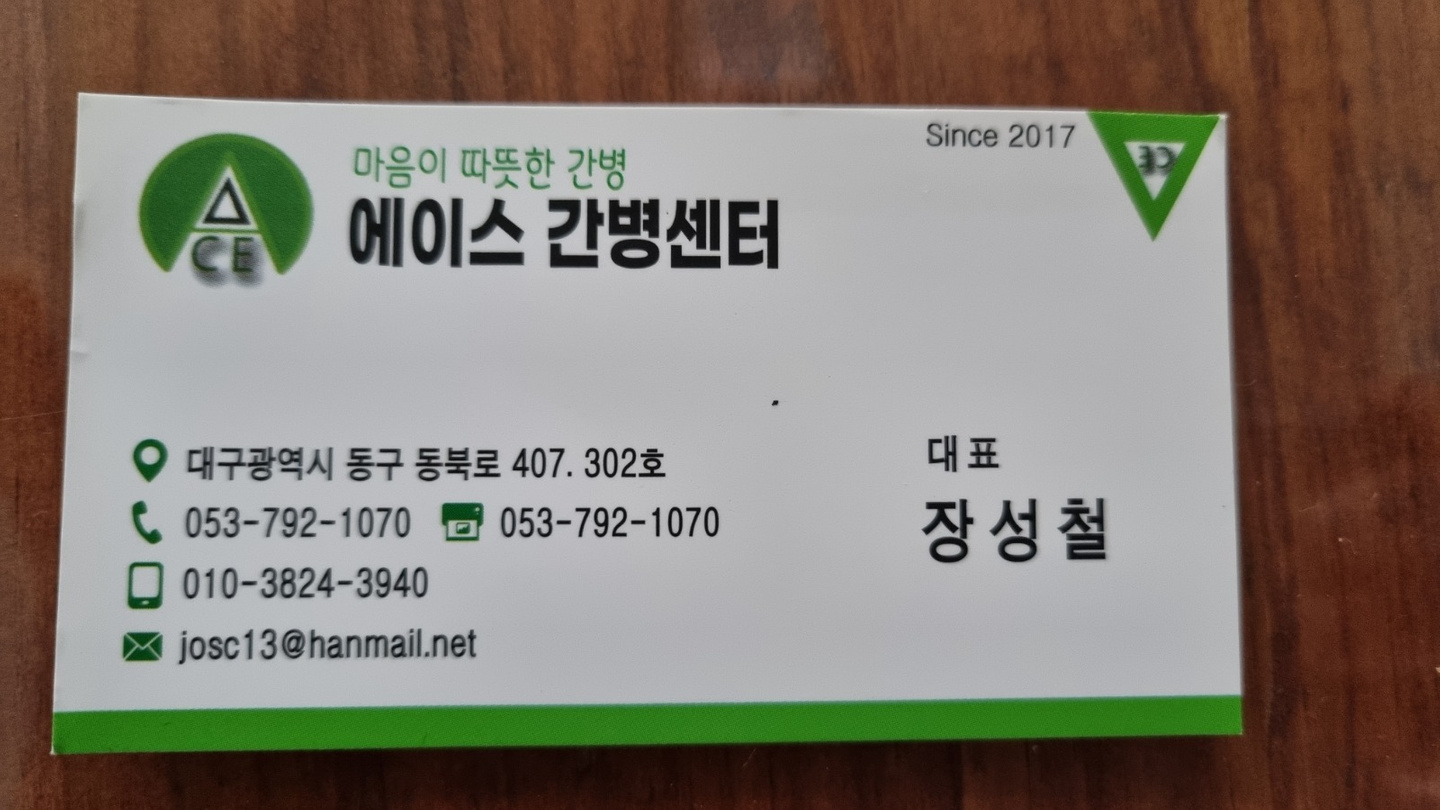 Since 2017
ACE
마음이 따뜻한 간병
에이스 간병센터
대구광역시 동구 동북로 407. 302호
053-792-1070 053-792-1070
010-3824-3940
josc13@hanmail.net
대표
장성철